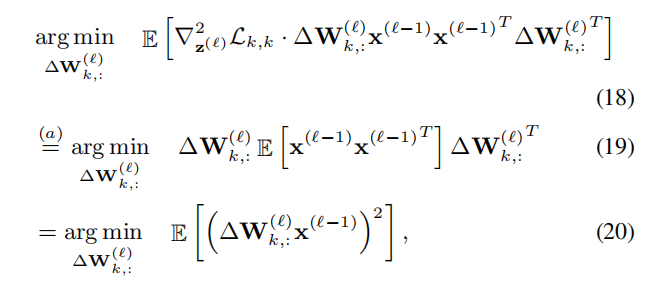 arg min_{ΔW^{(ℓ)}_{k,:}} 𝔼[∇²_{z^{(ℓ)}} ℒ_{k,k} · ΔW^{(ℓ)}_{k,:} x^{(ℓ−1)} x^{(ℓ−1)^T} ΔW^{(ℓ)^T}_{k,:}]
(18)
\stackrel{(a)}{=} arg min_{ΔW^{(ℓ)}_{k,:}} ΔW^{(ℓ)}_{k,:} 𝔼[x^{(ℓ−1)} x^{(ℓ−1)^T}] ΔW^{(ℓ)^T}_{k,:} (19)
= arg min_{ΔW^{(ℓ)}_{k,:}} 𝔼[(ΔW^{(ℓ)}_{k,:} x^{(ℓ−1)})²], (20)